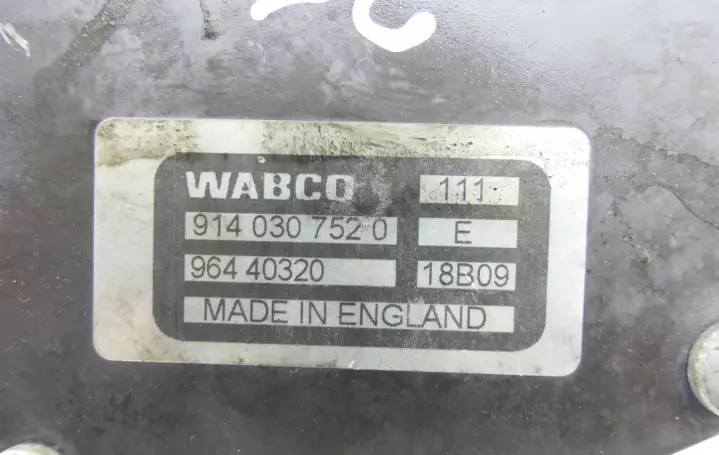 WABCO 111
914 030 752 0 E
964 40320 18B09
MADE IN ENGLAND